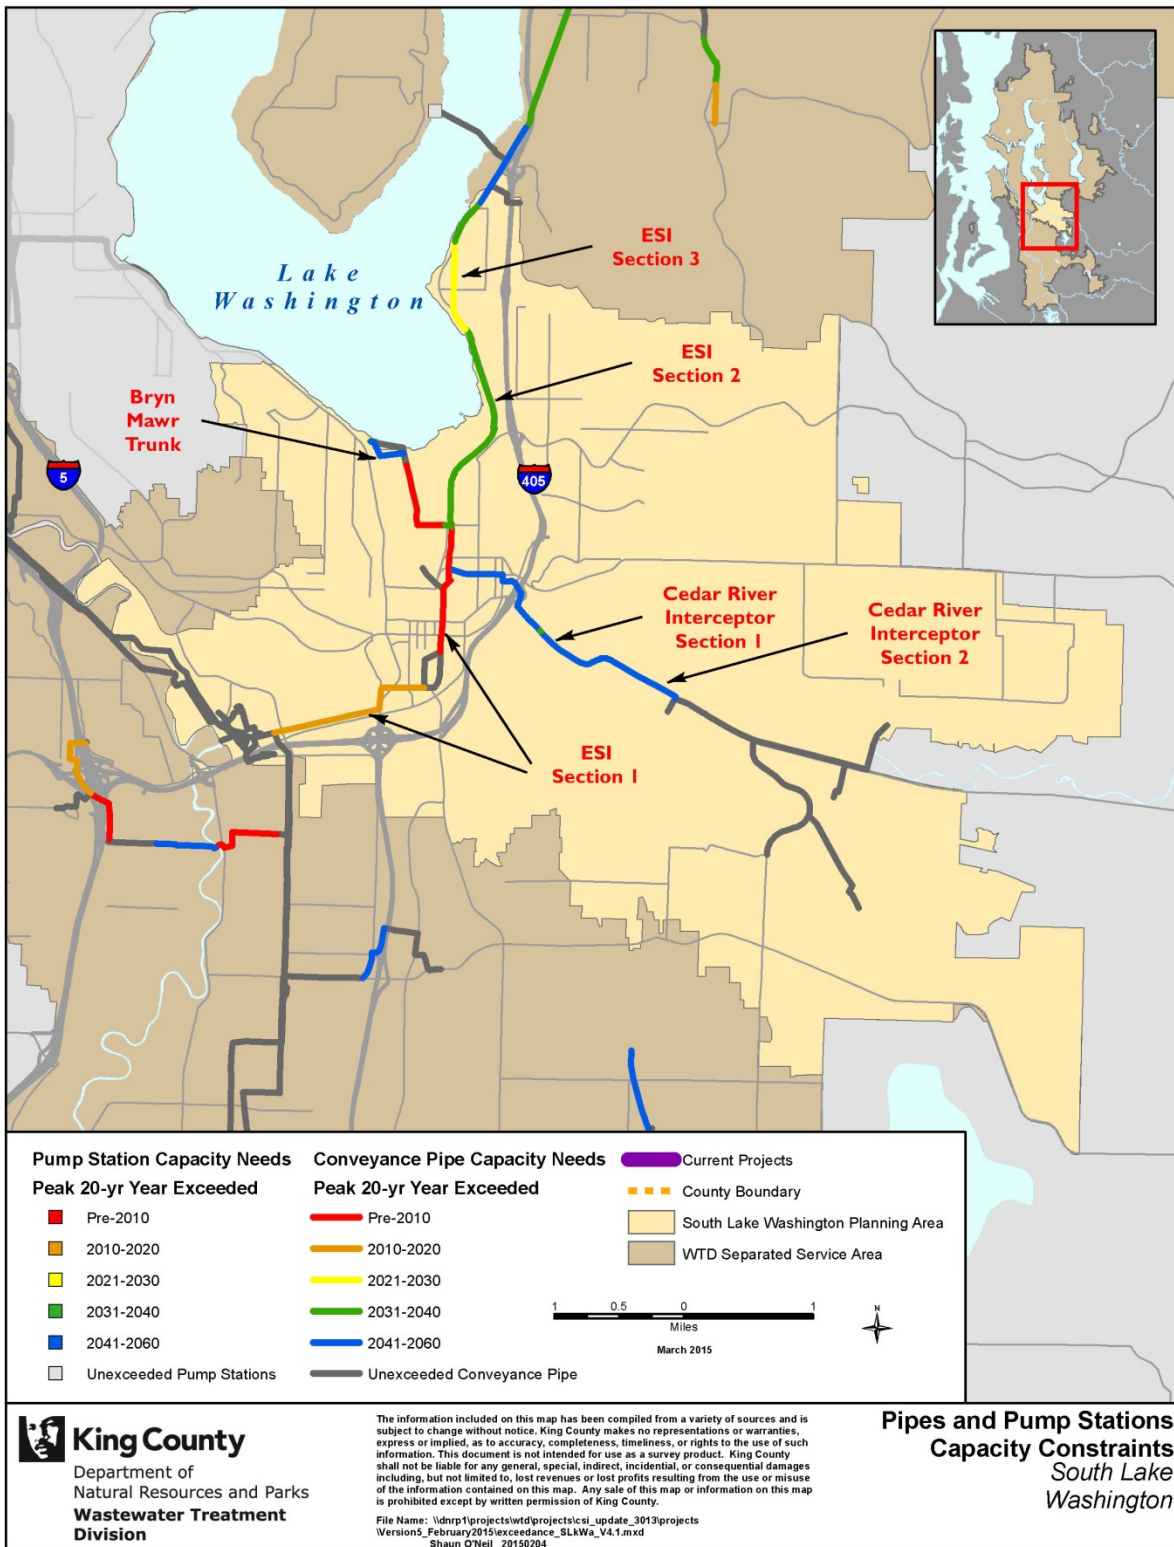 Lake
Washington
ESI
Section 3
ESI
Section 2
Bryn
Mawr
Trunk
5
405
Cedar River
Interceptor
Section 1
Cedar River
Interceptor
Section 2
ESI
Section 1
Pump Station Capacity Needs
Peak 20-yr Year Exceeded
Pre-2010
2010-2020
2021-2030
2031-2040
2041-2060
Unexceeded Pump Stations
Conveyance Pipe Capacity Needs
Peak 20-yr Year Exceeded
Pre-2010
2010-2020
2021-2030
2031-2040
2041-2060
Unexceeded Conveyance Pipe
Current Projects
County Boundary
South Lake Washington Planning Area
WTD Separated Service Area
1 0.5 0 1
Miles
March 2015
N
King County
Department of
Natural Resources and Parks
Wastewater Treatment
Division
The information included on this map has been compiled from a variety of sources and is
subject to change without notice. King County makes no representations or warranties,
express or implied, as to accuracy, completeness, timeliness, or rights to the use of such
information. This document is not intended for use as a survey product. King County
shall not be liable for any general, special, indirect, incidental, or consequential damages
including, but not limited to, lost revenues or lost profits resulting from the use or misuse
of the information contained on this map. Any sale of this map or information on this map
is prohibited except by written permission of King County.
File Name: \\dnrp1\projects\wtd\projects\csi_update_3013\projects
\Version5_February2015\exceedance_SLkWa_V4.1.mxd
Shaun O'Neil 20150204
Pipes and Pump Stations
Capacity Constraints
South Lake
Washington